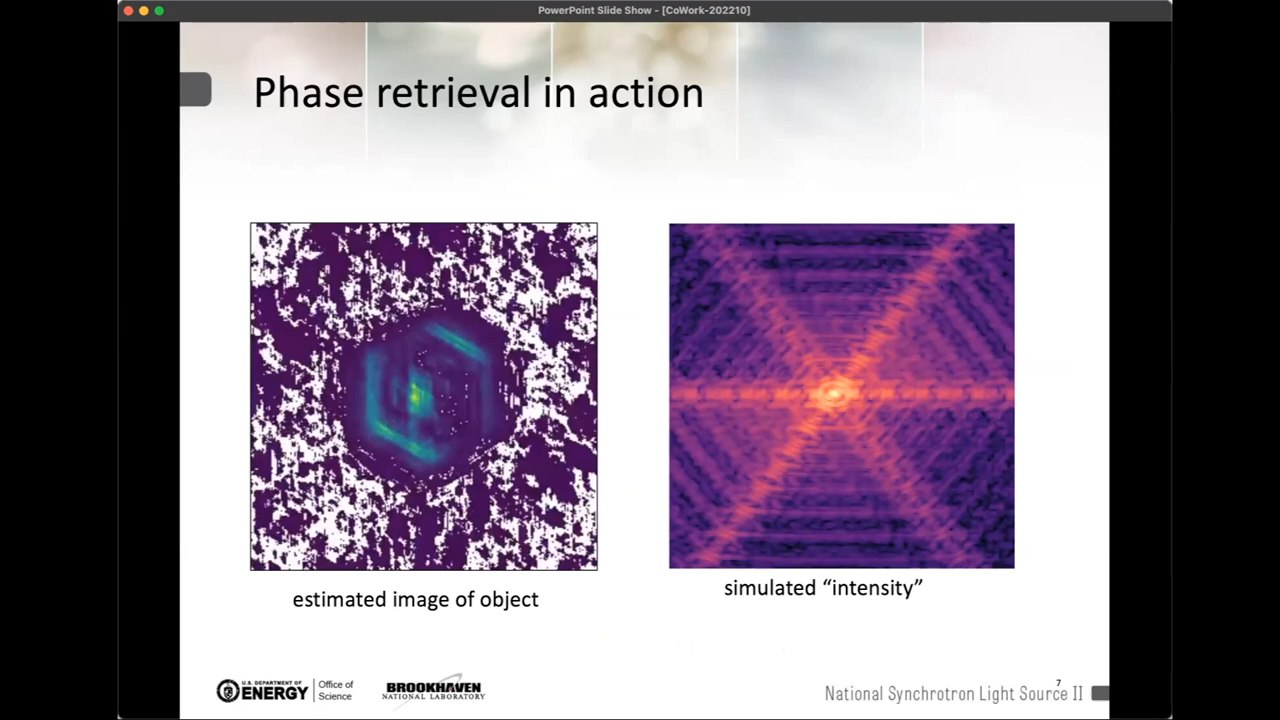 PowerPoint Slide Show - [CoWork-202210]
Phase retrieval in action
estimated image of object
simulated “intensity”
U.S. DEPARTMENT OF
ENERGY
Office of
Science
BROOKHAVEN
NATIONAL LABORATORY
7
National Synchrotron Light Source II